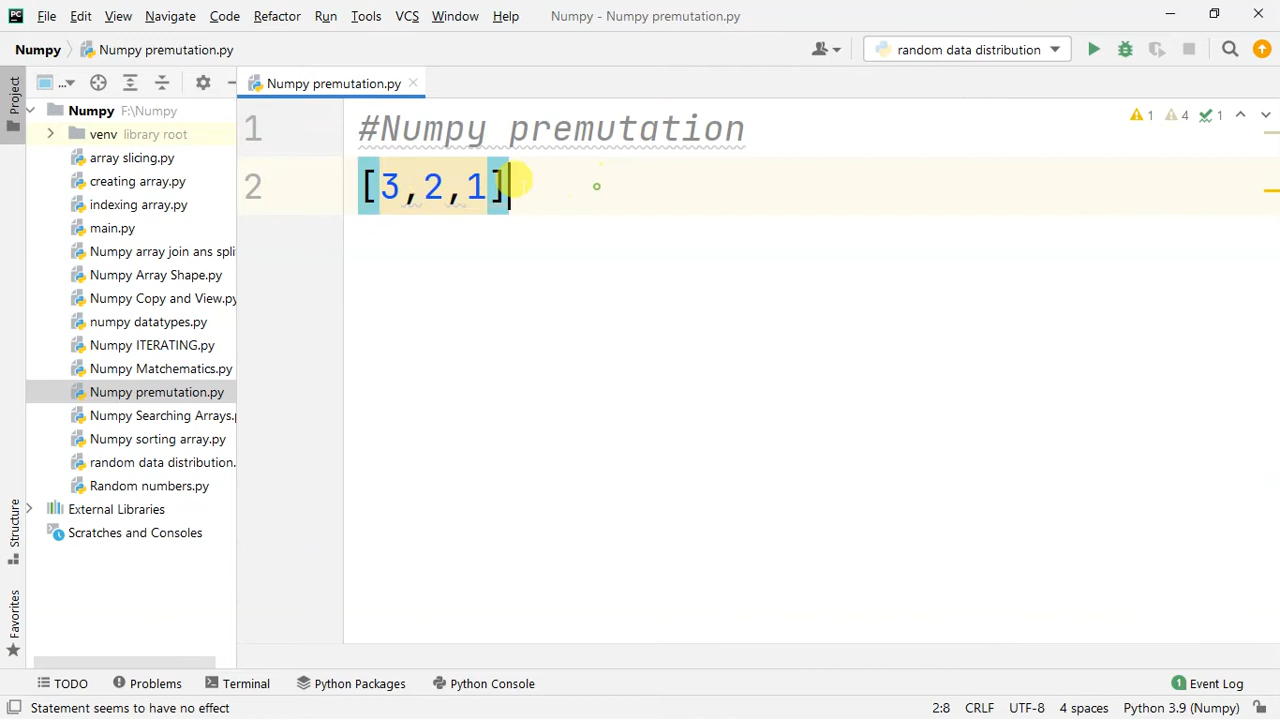 PC File Edit View Navigate Code Refactor Run Tools VCS Window Help Numpy - Numpy premutation.py
Numpy Numpy premutation.py random data distribution
Project ... Numpy premutation.py
Numpy F:\Numpy
venv library root
array slicing.py
creating array.py
indexing array.py
main.py
Numpy array join ans spli
Numpy Array Shape.py
Numpy Copy and View.py
numpy datatypes.py
Numpy ITERATING.py
Numpy Matchematics.py
Numpy premutation.py
Numpy Searching Arrays.
Numpy sorting array.py
random data distribution.
Random numbers.py
External Libraries
Scratches and Consoles
1 #Numpy premutation
2 [3,2,1]
1 4 1
Structure
Favorites
TODO Problems Terminal Python Packages Python Console 1 Event Log
Statement seems to have no effect 2:8 CRLF UTF-8 4 spaces Python 3.9 (Numpy)